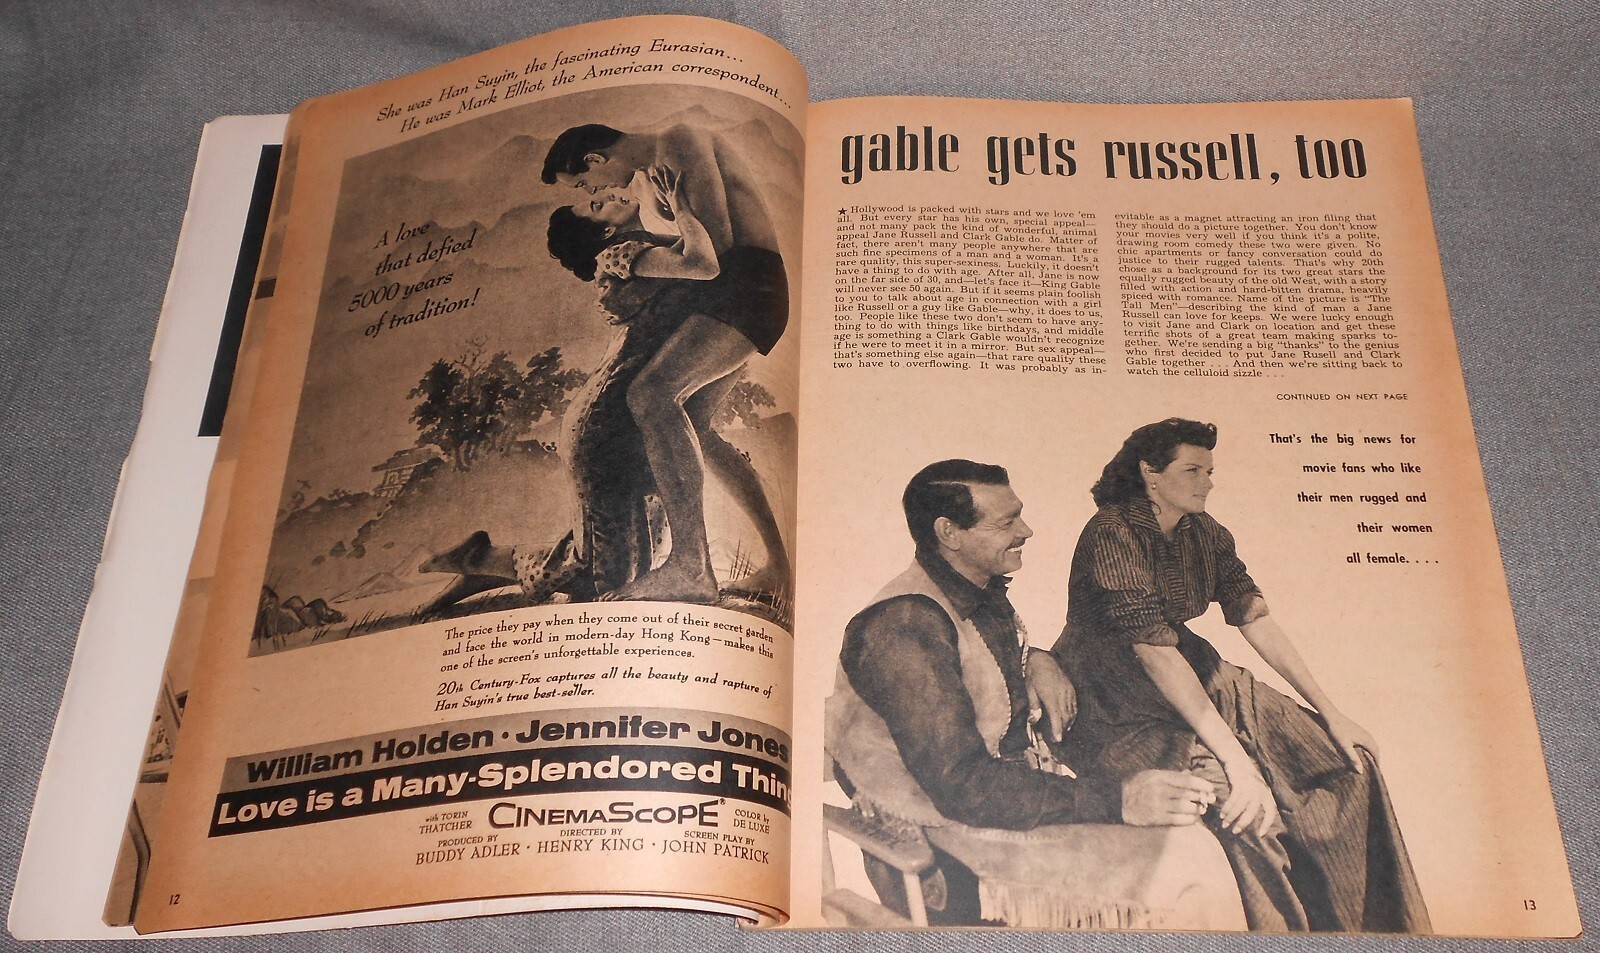 She was Han Suyin, the fascinating Eurasian...
He was Mark Elliot, the American correspondent...
A love
that defied
5000 years
of tradition!
The price they pay when they come out of their secret garden
and face the world in modern-day Hong Kong—makes this
one of the screen's unforgettable experiences.
20th Century-Fox captures all the beauty and rapture of
Han Suyin's true best-seller.
William Holden · Jennifer Jones
Love is a Many-Splendored Thin
with TORIN
THATCHER
CINEMASCOPE®
COLOR by
DE LUXE
PRODUCED BY
BUDDY ADLER ·
DIRECTED BY
HENRY KING ·
SCREEN PLAY BY
JOHN PATRICK
12
gable gets russell, too
★ Hollywood is packed with stars and we love 'em
all. But every star has his own, special appeal—
and not many pack the kind of wonderful, animal
appeal Jane Russell and Clark Gable do. Matter of
fact, there aren't many people anywhere that are
such fine specimens of a man and a woman. It's a
rare quality, this super-sexiness. Luckily, it doesn't
have a thing to do with age. After all, Jane is now
on the far side of 30, and—let's face it—King Gable
will never see 50 again. But if it seems plain foolish
to you to talk about age in connection with a girl
like Russell or a guy like Gable—why, it does to us,
too. People like these two don't seem to have any-
thing to do with things like birthdays, and middle
age is something a Clark Gable wouldn't recognize
if he were to meet it in a mirror. But sex appeal—
that's something else again—that rare quality these
two have to overflowing. It was probably as in-
evitable as a magnet attracting an iron filing that
they should do a picture together. You don't know
your movies very well if you think it's a polite,
drawing room comedy these two were given. No
chic apartments or fancy conversation could do
justice to their rugged talents. That's why 20th
chose as a background for its two great stars the
equally rugged beauty of the old West, with a story
filled with action and hard-bitten drama, heavily
spiced with romance. Name of the picture is "The
Tall Men"—describing the kind of man a Jane
Russell can love for keeps. We were lucky enough
to visit Jane and Clark on location and get these
terrific shots of a great team making sparks to-
gether. We're sending a big "thanks" to the genius
who first decided to put Jane Rusell and Clark
Gable together . . . And then we're sitting back to
watch the celluloid sizzle . . .
CONTINUED ON NEXT PAGE
That's the big news for
movie fans who like
their men rugged and
their women
all female. . . .
13